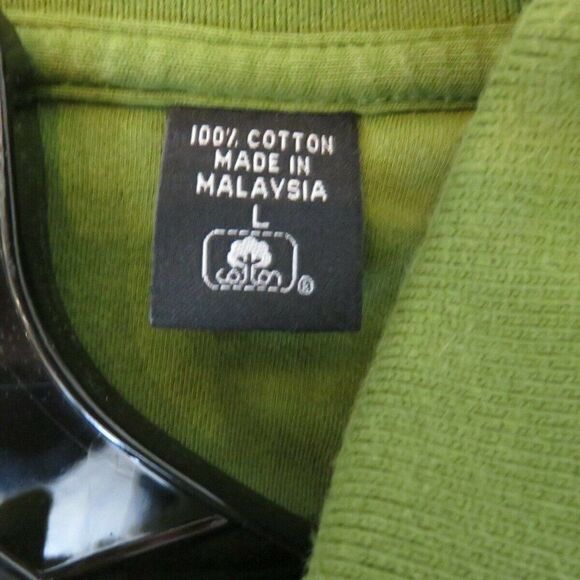 100% COTTON
MADE IN
MALAYSIA
L
cotton
®